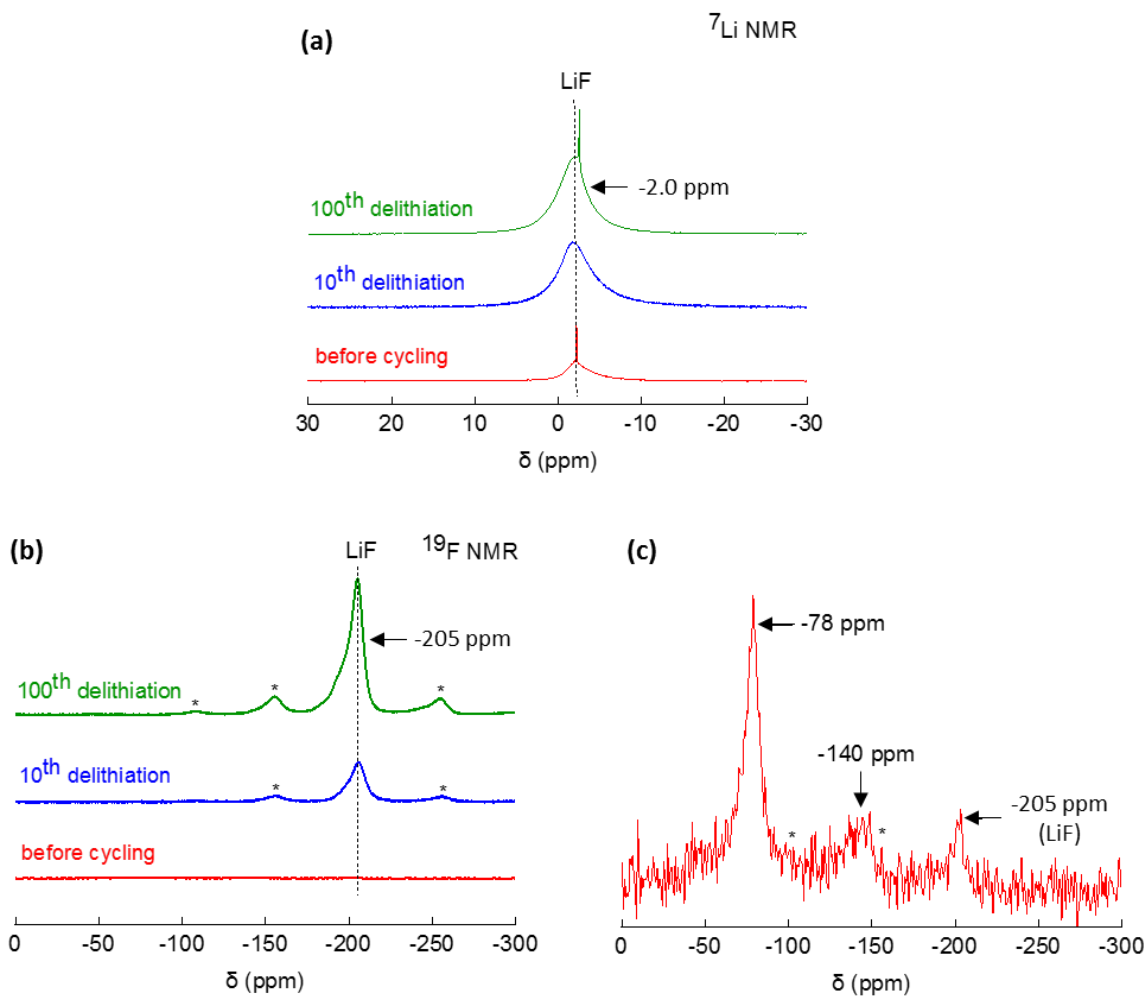 (a)
⁷Li NMR
LiF
-2.0 ppm
100ᵗʰ delithiation
10ᵗʰ delithiation
before cycling
30 20 10 0 -10 -20 -30
δ (ppm)
(b)
LiF
¹⁹F NMR
-205 ppm
100ᵗʰ delithiation
* * *
10ᵗʰ delithiation
* *
before cycling
0 -50 -100 -150 -200 -250 -300
δ (ppm)
(c)
-78 ppm
-140 ppm
-205 ppm
(LiF)
* *
0 -50 -100 -150 -200 -250 -300
δ (ppm)